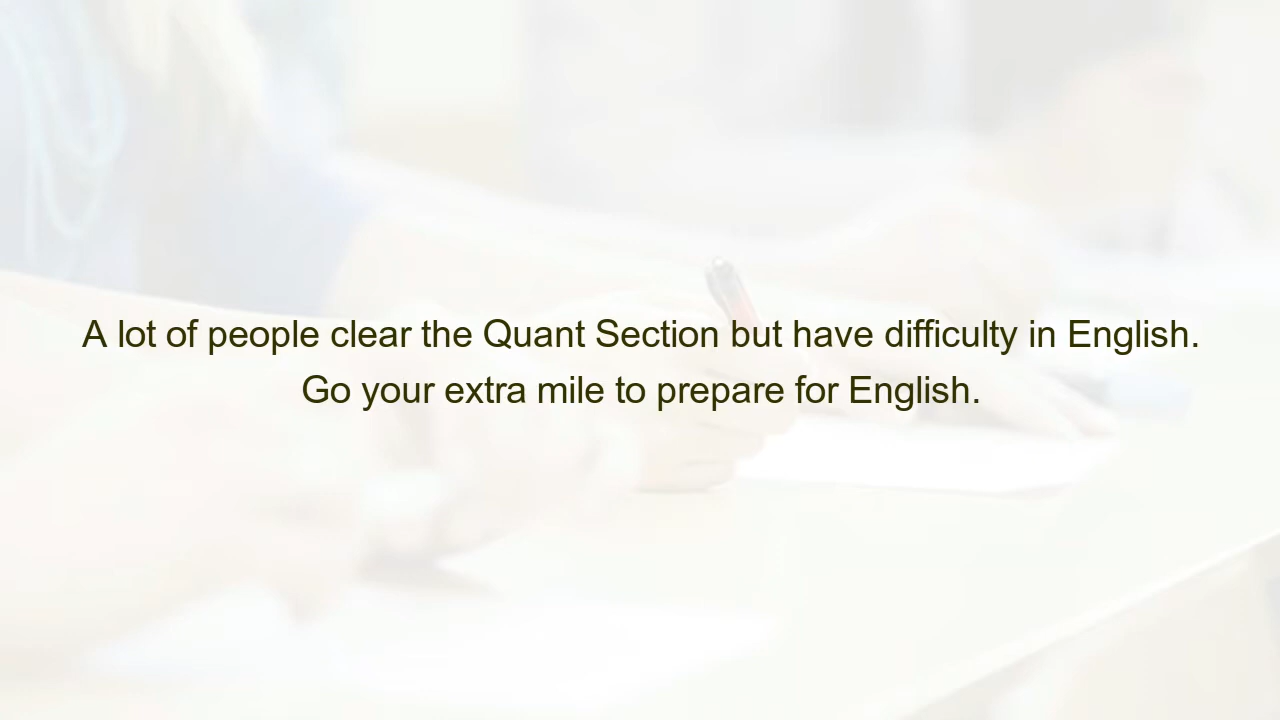 A lot of people clear the Quant Section but have difficulty in English.
Go your extra mile to prepare for English.